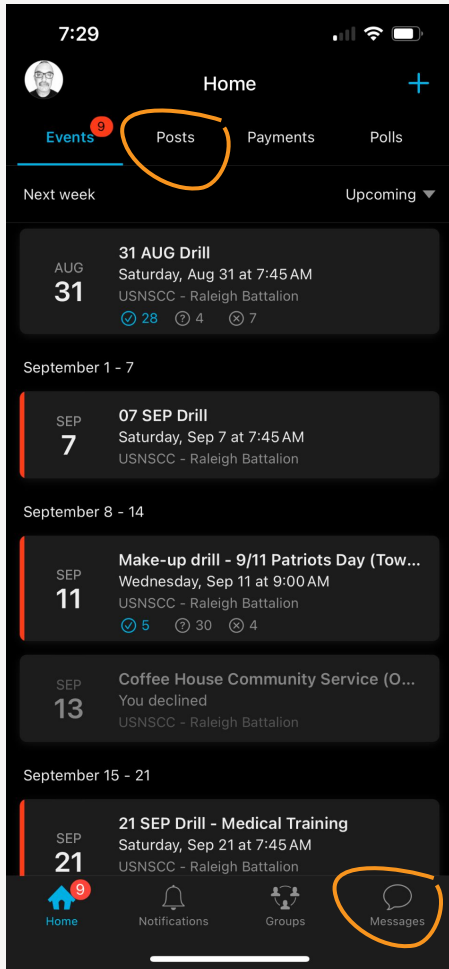 7:29
Home
Events 9 Posts Payments Polls
Next week Upcoming
AUG 31
31 AUG Drill
Saturday, Aug 31 at 7:45 AM
USNSCC - Raleigh Battalion
28 4 7
September 1 - 7
SEP 7
07 SEP Drill
Saturday, Sep 7 at 7:45 AM
USNSCC - Raleigh Battalion
September 8 - 14
SEP 11
Make-up drill - 9/11 Patriots Day (Tow...
Wednesday, Sep 11 at 9:00 AM
USNSCC - Raleigh Battalion
5 30 4
SEP 13
Coffee House Community Service (O...
You declined
USNSCC - Raleigh Battalion
September 15 - 21
SEP 21
21 SEP Drill - Medical Training
Saturday, Sep 21 at 7:45 AM
USNSCC - Raleigh Battalion
9
Home Notifications Groups Messages